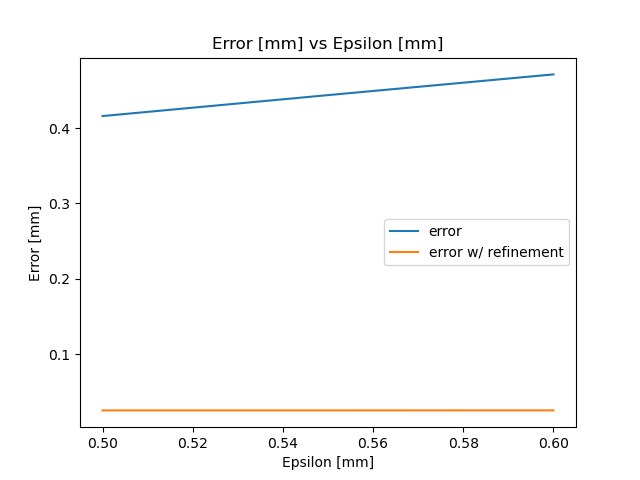 Error [mm] vs Epsilon [mm]
Error [mm]
0.4
0.3
0.2
0.1
error
error w/ refinement
0.50 0.52 0.54 0.56 0.58 0.60
Epsilon [mm]